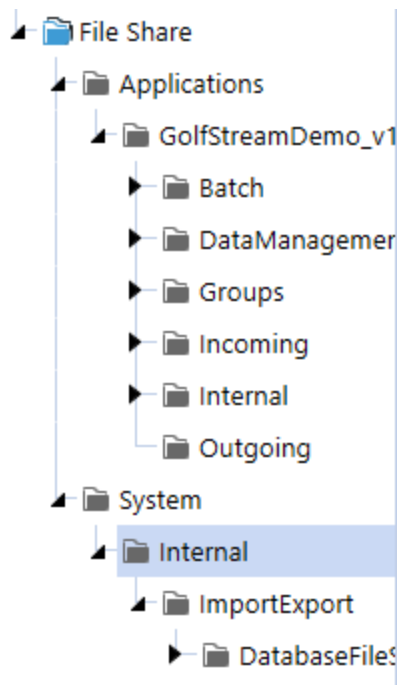 File Share
Applications
GolfStreamDemo_v1
Batch
DataManagemer
Groups
Incoming
Internal
Outgoing
System
Internal
ImportExport
DatabaseFileS